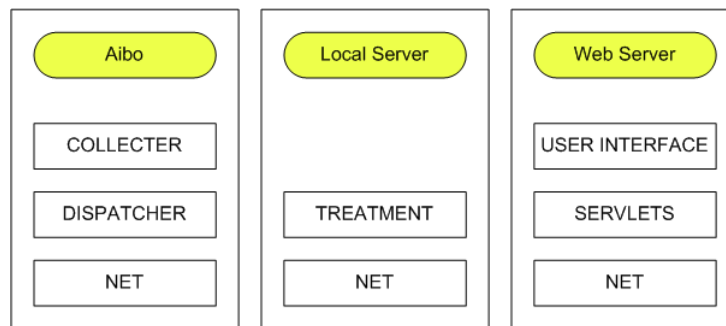 Aibo
COLLECTER
DISPATCHER
NET
Local Server
TREATMENT
NET
Web Server
USER INTERFACE
SERVLETS
NET